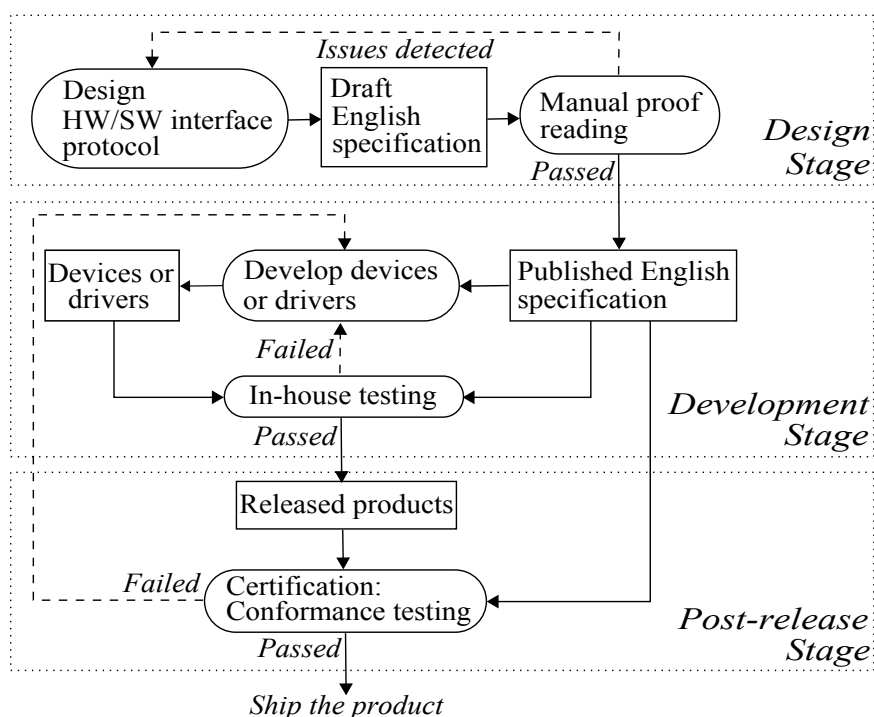 Issues detected
Design
HW/SW interface
protocol
Draft
English
specification
Manual proof
reading
Passed
Design
Stage
Devices or
drivers
Develop devices
or drivers
Published English
specification
Failed
In-house testing
Passed
Development
Stage
Released products
Failed
Certification:
Conformance testing
Passed
Post-release
Stage
Ship the product